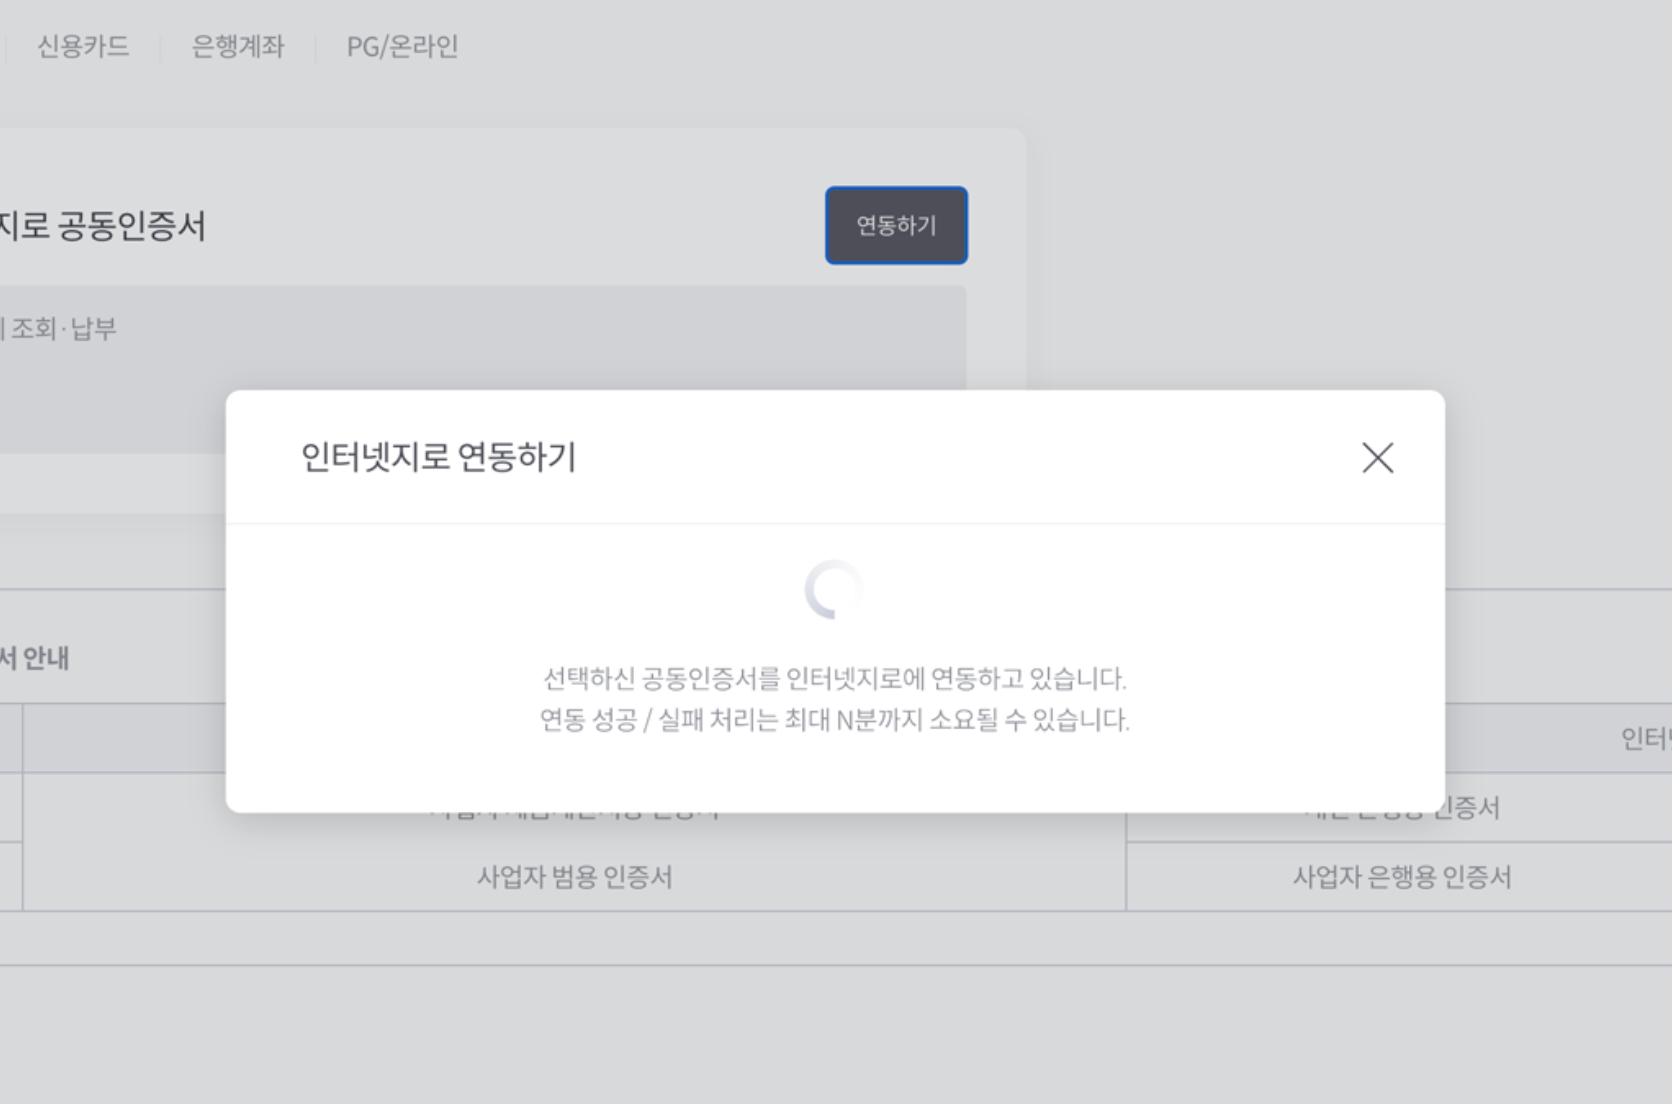 신용카드
은행계좌
PG/온라인
지로 공동인증서
연동하기
조회·납부
인터넷지로 연동하기
선택하신 공동인증서를 인터넷지로에 연동하고 있습니다.
연동 성공 / 실패 처리는 최대 N분까지 소요될 수 있습니다.
서 안내
인터
인증서
사업자 범용 인증서
사업자 은행용 인증서